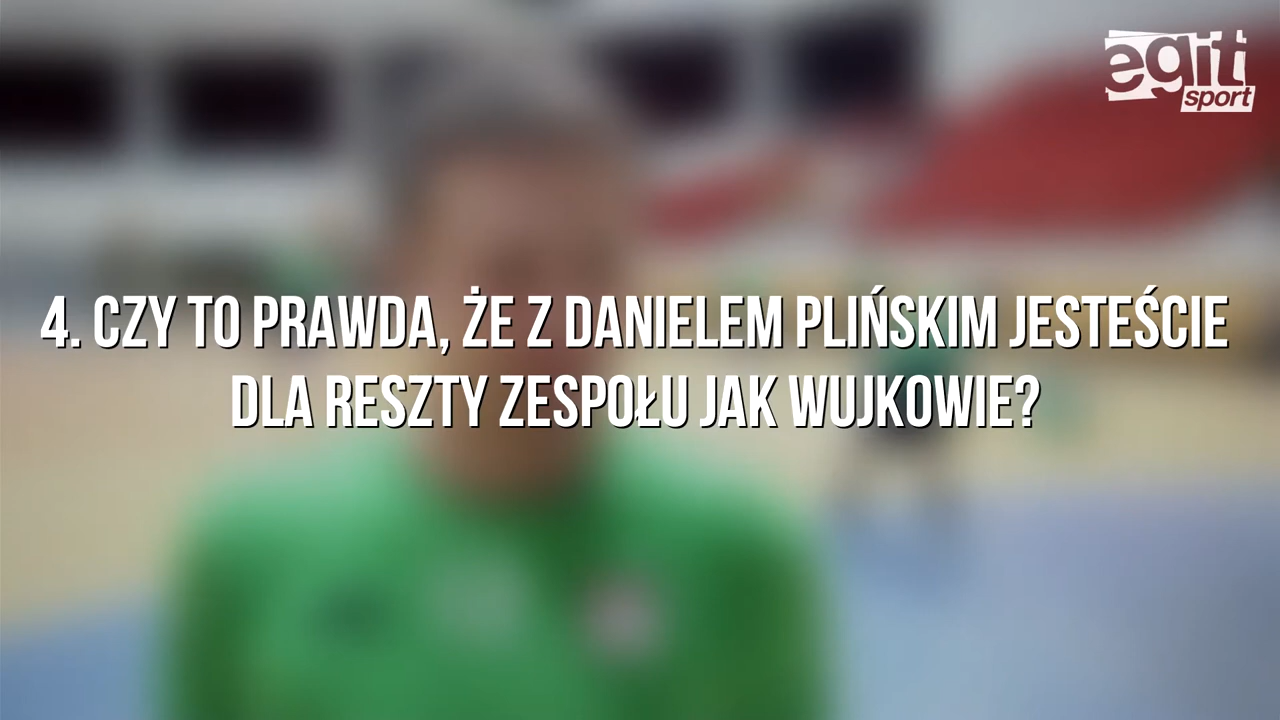 egit
sport
4. CZY TO PRAWDA, ŻE Z DANIELEM PLIŃSKIM JESTEŚCIE
DLA RESZTY ZESPOŁU JAK WUJKOWIE?